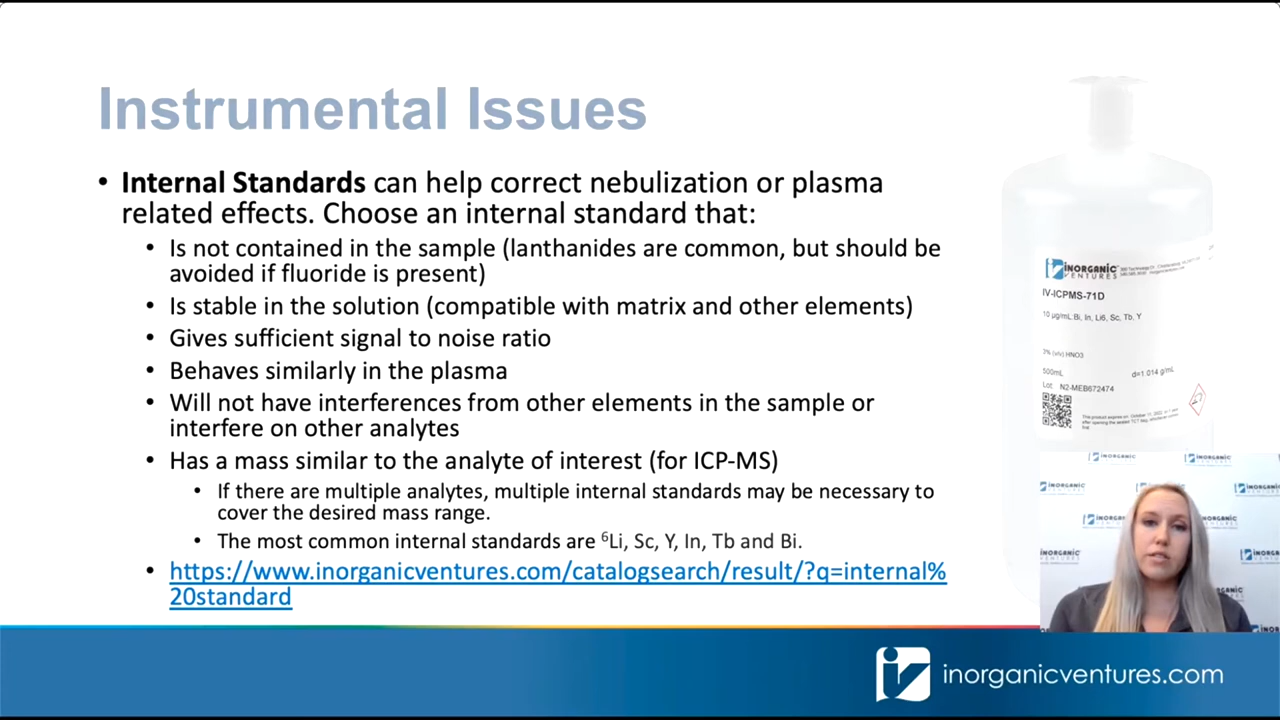 Instrumental Issues
• Internal Standards can help correct nebulization or plasma
related effects. Choose an internal standard that:
• Is not contained in the sample (lanthanides are common, but should be
avoided if fluoride is present)
• Is stable in the solution (compatible with matrix and other elements)
• Gives sufficient signal to noise ratio
• Behaves similarly in the plasma
• Will not have interferences from other elements in the sample or
interfere on other analytes
• Has a mass similar to the analyte of interest (for ICP-MS)
• If there are multiple analytes, multiple internal standards may be necessary to
cover the desired mass range.
• The most common internal standards are ⁶Li, Sc, Y, In, Tb and Bi.
• https://www.inorganicventures.com/catalogsearch/result/?q=internal%
20standard
INORGANIC
VENTURES
IV-ICPMS-71D
10 µg/mL: Bi, In, Li6, Sc, Tb, Y
3% (v/v) HNO3
500mL
d=1.014 g/mL
Lot N2-MEB672474
INORGANIC
VENTURES
inorganicventures.com